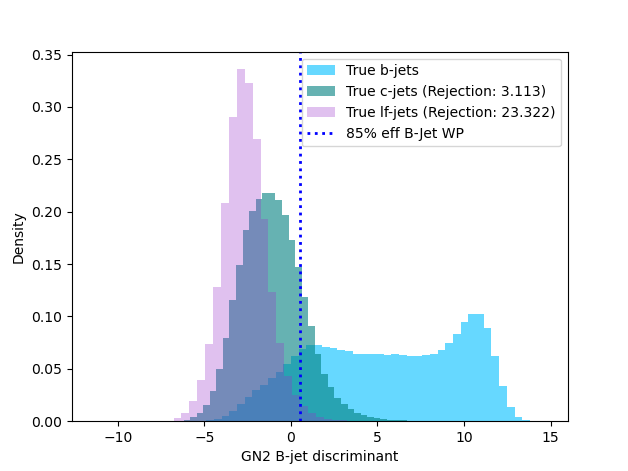 0.35
0.30
0.25
0.20
0.15
0.10
0.05
0.00
Density
True b-jets
True c-jets (Rejection: 3.113)
True lf-jets (Rejection: 23.322)
85% eff B-Jet WP
−10 −5 0 5 10 15
GN2 B-jet discriminant